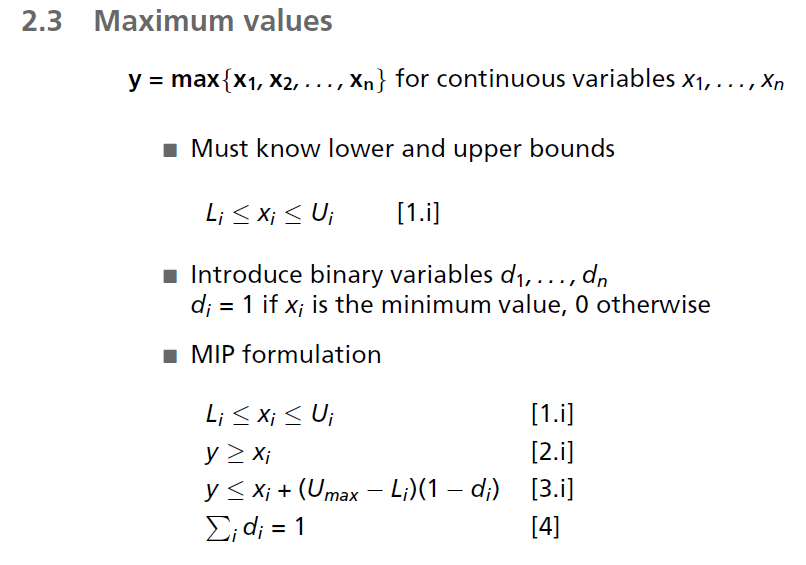 2.3 Maximum values
y = max{x₁, x₂, . . . , xₙ} for continuous variables x₁, . . . , xₙ
■ Must know lower and upper bounds
Lᵢ ≤ xᵢ ≤ Uᵢ [1.i]
■ Introduce binary variables d₁, . . . , dₙ
dᵢ = 1 if xᵢ is the minimum value, 0 otherwise
■ MIP formulation
Lᵢ ≤ xᵢ ≤ Uᵢ [1.i]
y ≥ xᵢ [2.i]
y ≤ xᵢ + (Uₘₐₓ – Lᵢ)(1 – dᵢ) [3.i]
∑ᵢ dᵢ = 1 [4]